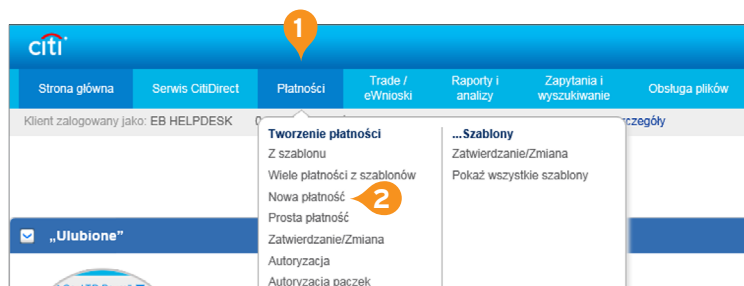 1
citi
Strona główna
Serwis CitiDirect
Płatności
Trade /
eWnioski
Raporty i
analizy
Zapytania i
wyszukiwanie
Obsługa plików
Klient zalogowany jako: EB HELPDESK
Tworzenie płatności
Z szablonu
Wiele płatności z szablonów
Nowa płatność
2
Prosta płatność
Zatwierdzanie/Zmiana
Autoryzacja
Autoryzacja paczek
...Szablony
Zatwierdzanie/Zmiana
Pokaż wszystkie szablony
„Ulubione”